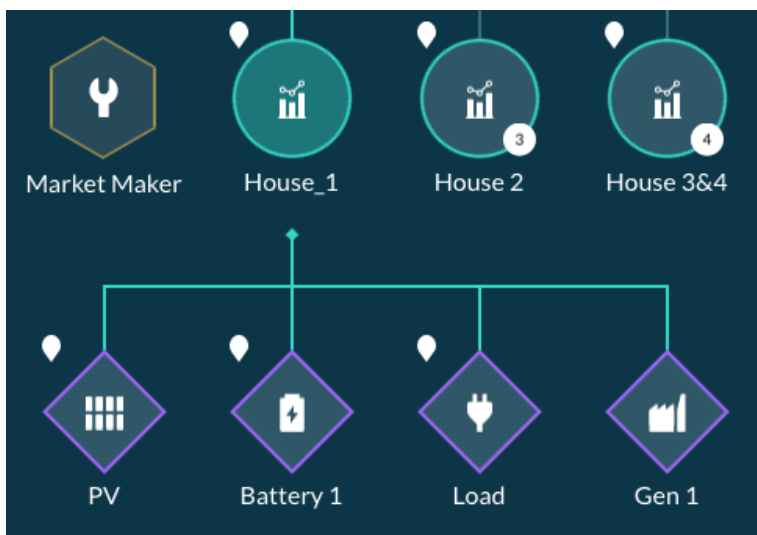 3
4
Market Maker
House_1
House 2
House 3&4
PV
Battery 1
Load
Gen 1